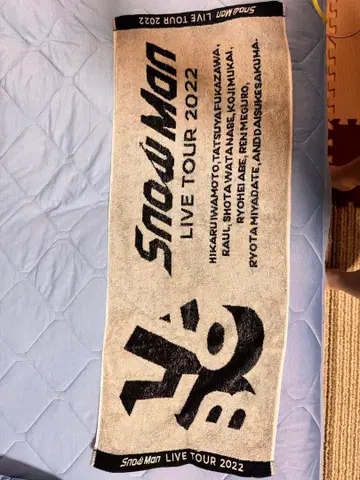 Snow Man LIVE TOUR 2022
Snow Man
LIVE TOUR 2022
HIKARU IWAMOTO, TATSUYA FUKAZAWA,
RAUL, SHOTA WATANABE, KOJI MUKAI,
RYOHEI ABE, REN MEGURO,
RYOTA MIYADATE, AND DAISUKE SAKUMA.
Snow Man LIVE TOUR 2022